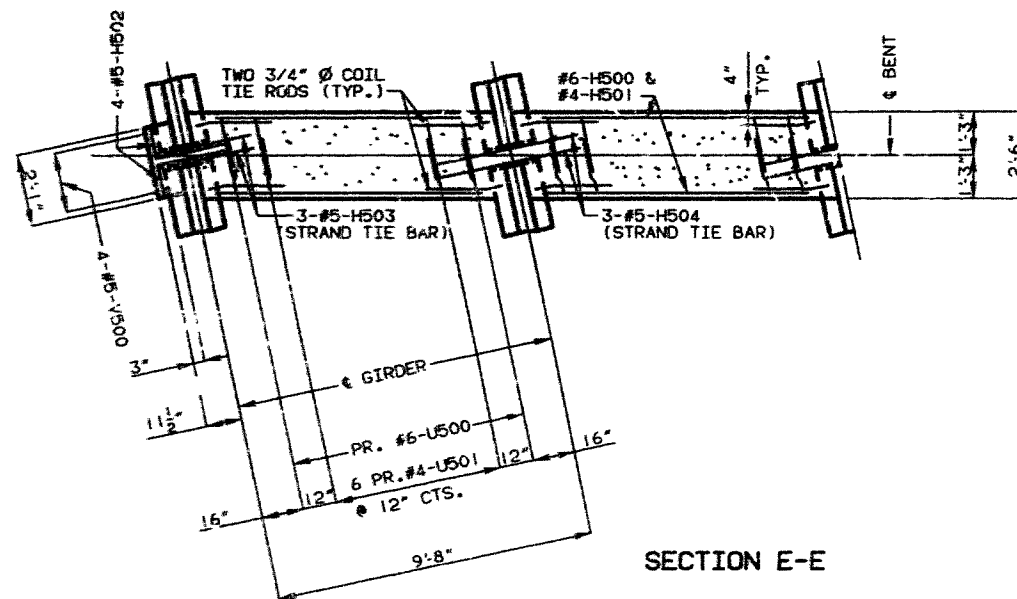 4-#5-H502
TWO 3/4" Ø COIL
TIE RODS (TYP.)
#6-H500 &
#4-H501
4"
TYP.
℄ BENT
1'-3"
1'-3"
2'-6"
2'-1"
4-#5-V500
3-#5-H503
(STRAND TIE BAR)
3-#5-H504
(STRAND TIE BAR)
3"
11½"
℄ GIRDER
PR. #6-U500
6 PR.#4-U501
@ 12" CTS.
16"
12"
12"
16"
9'-8"
SECTION E-E